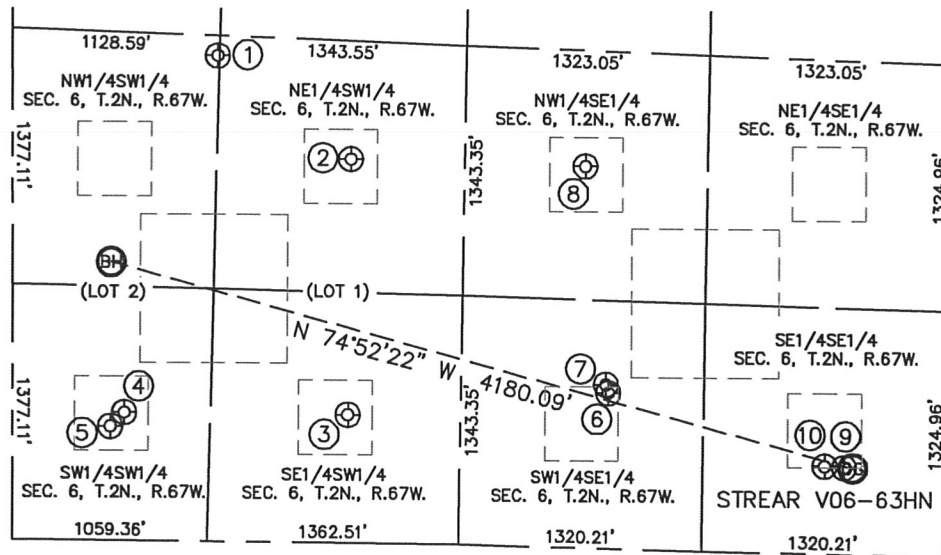 1128.59'
1
1343.55'
1323.05'
1323.05'
NW1/4SW1/4
SEC. 6, T.2N., R.67W.
NE1/4SW1/4
SEC. 6, T.2N., R.67W.
NW1/4SE1/4
SEC. 6, T.2N., R.67W.
NE1/4SE1/4
SEC. 6, T.2N., R.67W.
1377.11'
2
1343.35'
8
1324.96'
BH
(LOT 2)
(LOT 1)
N 74°52'22" W 4180.09'
SE1/4SE1/4
SEC. 6, T.2N., R.67W.
1377.11'
4
5
3
1343.35'
7
6
10
9
1324.96'
SW1/4SW1/4
SEC. 6, T.2N., R.67W.
SE1/4SW1/4
SEC. 6, T.2N., R.67W.
SW1/4SE1/4
SEC. 6, T.2N., R.67W.
STREAR V06-63HN
1059.36'
1362.51'
1320.21'
1320.21'